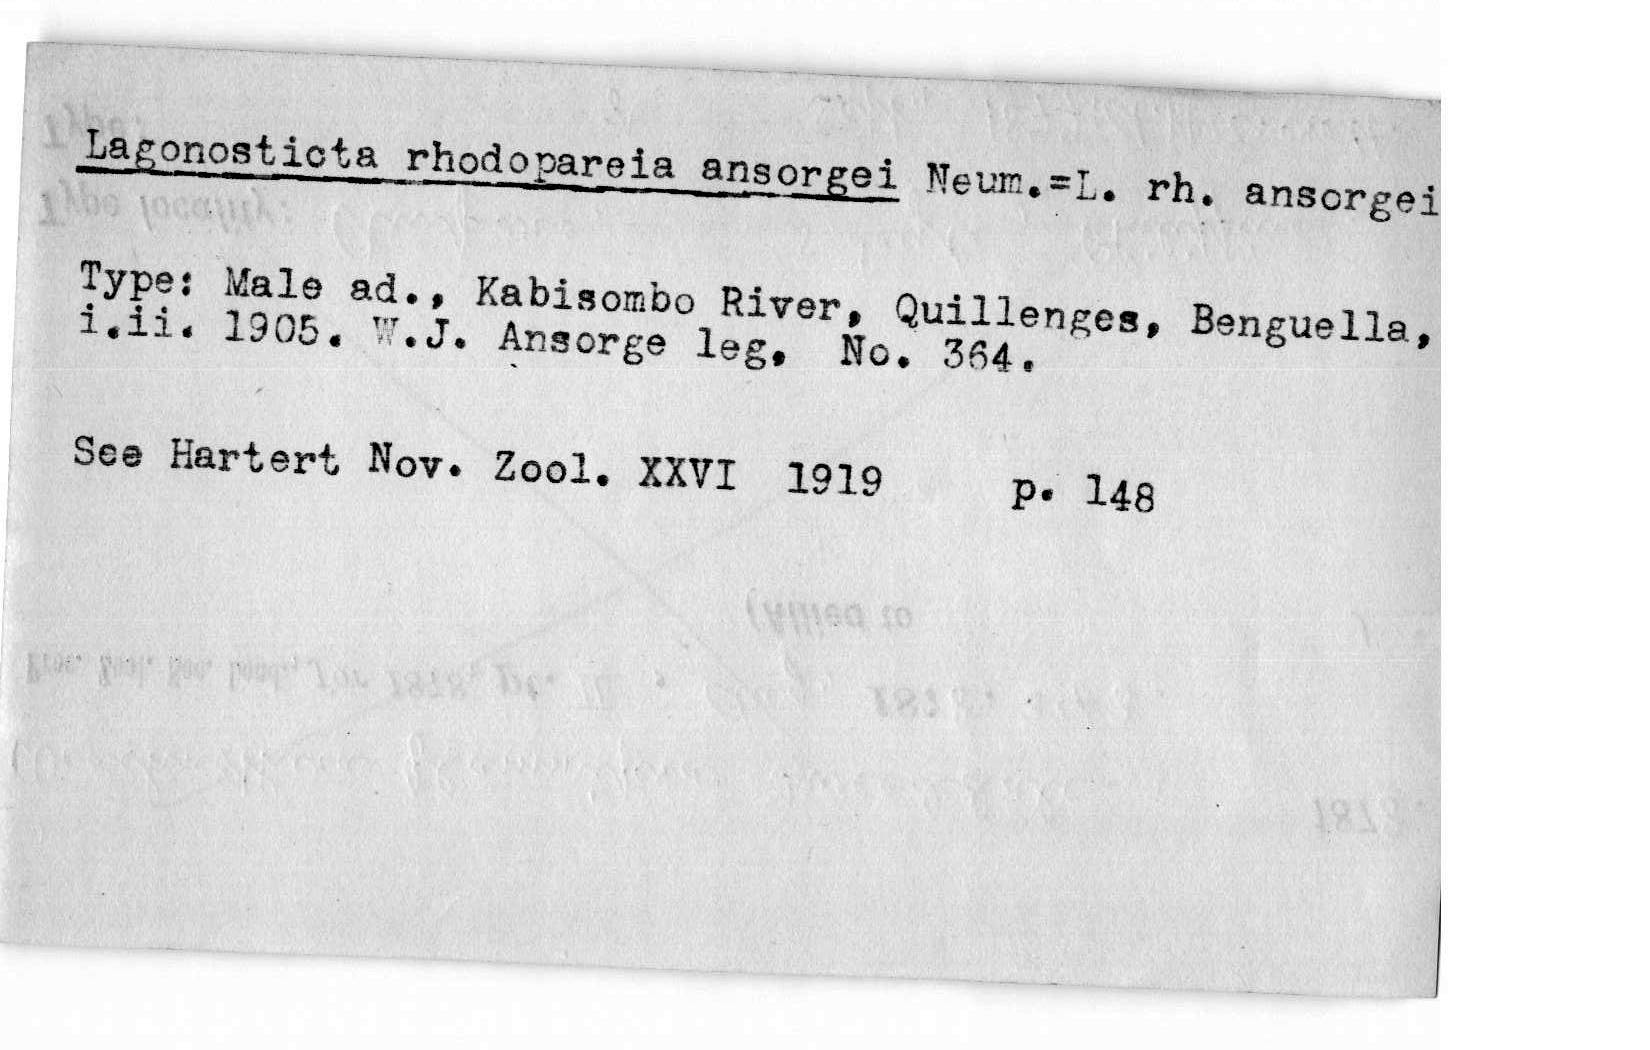 Lagonosticta rhodopareia ansorgei Neum.=L. rh. ansorgei
Type: Male ad., Kabisombo River, Quillenges, Benguella,
i.ii. 1905. W.J. Ansorge leg. No. 364.
See Hartert Nov. Zool. XXVI 1919 p. 148